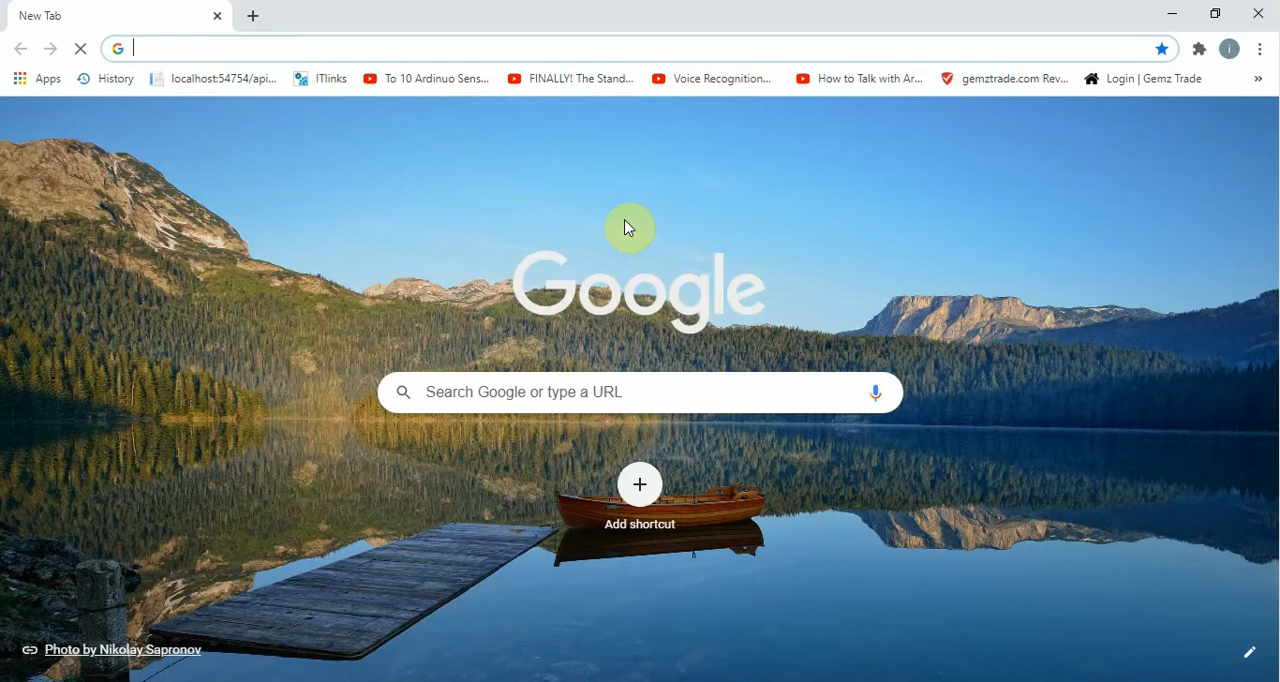 New Tab
Apps History localhost:54754/api... ITlinks To 10 Ardinuo Sens... FINALLY! The Stand... Voice Recognition... How to Talk with Ar... gemztrade.com Rev... Login | Gemz Trade
Google
Search Google or type a URL
Add shortcut
Photo by Nikolay Sapronov